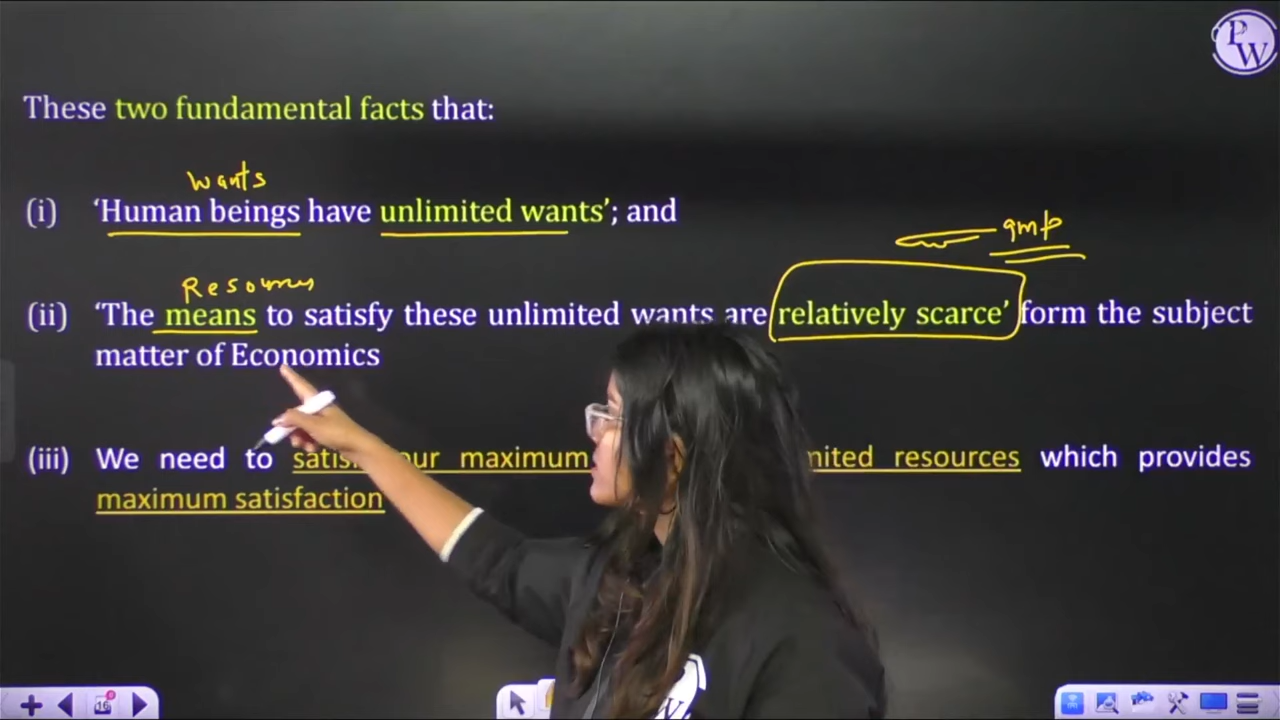 PW
These two fundamental facts that:
wants
(i) ‘Human beings have unlimited wants’; and
imp
Resources
(ii) ‘The means to satisfy these unlimited wants are relatively scarce’ form the subject
matter of Economics
(iii) We need to our maximum resources which provides
maximum satisfaction
16